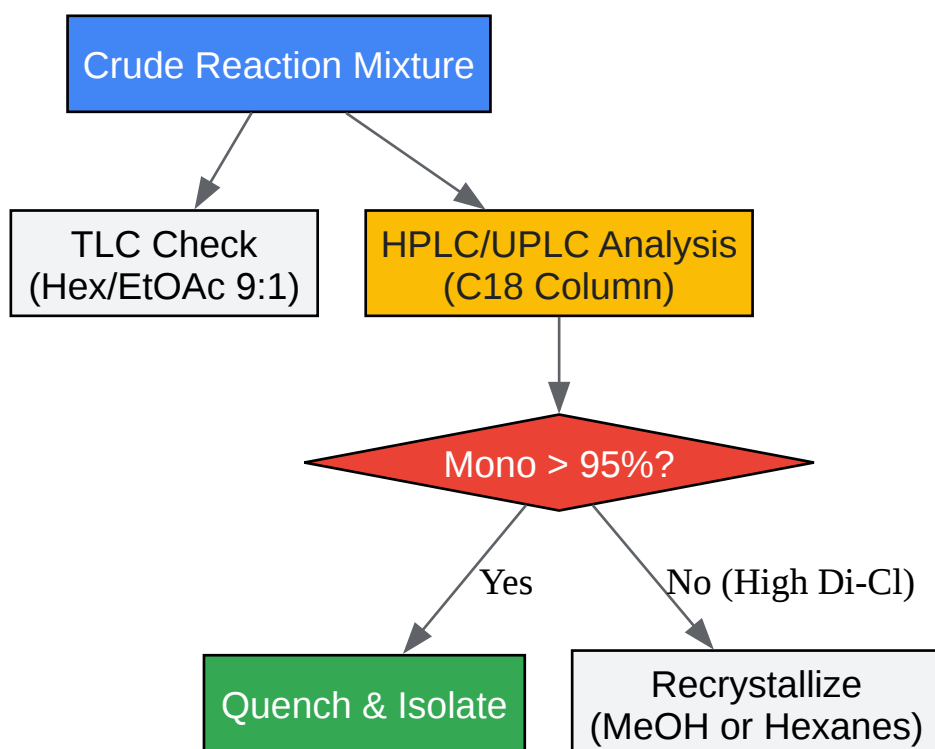 Crude Reaction Mixture
TLC Check
(Hex/EtOAc 9:1)
HPLC/UPLC Analysis
(C18 Column)
Mono > 95%?
Yes
No (High Di-Cl)
Quench & Isolate
Recrystallize
(MeOH or Hexanes)